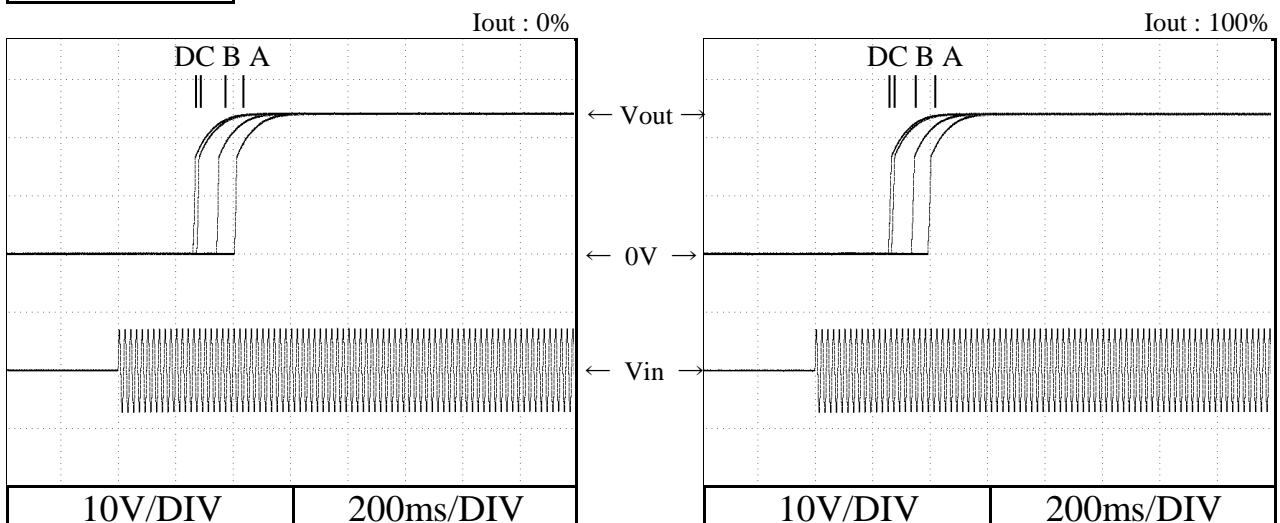 Iout : 0%
Iout : 100%
DC B A
DC B A
← Vout →
← 0V →
← Vin →
10V/DIV
200ms/DIV
10V/DIV
200ms/DIV